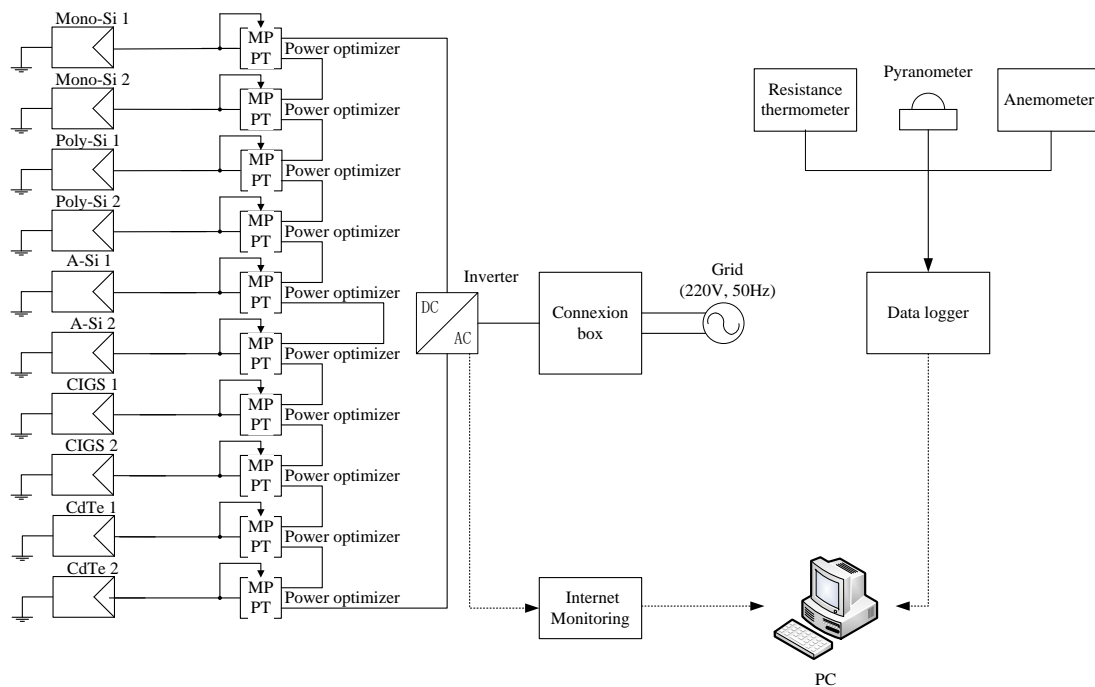 Mono-Si 1
MP
PT
Power optimizer
Mono-Si 2
MP
PT
Power optimizer
Poly-Si 1
MP
PT
Power optimizer
Poly-Si 2
MP
PT
Power optimizer
A-Si 1
MP
PT
Power optimizer
A-Si 2
MP
PT
Power optimizer
CIGS 1
MP
PT
Power optimizer
CIGS 2
MP
PT
Power optimizer
CdTe 1
MP
PT
Power optimizer
CdTe 2
MP
PT
Power optimizer
Inverter
DC
AC
Connexion
box
Grid
(220V, 50Hz)
Resistance
thermometer
Pyranometer
Anemometer
Data logger
Internet
Monitoring
PC